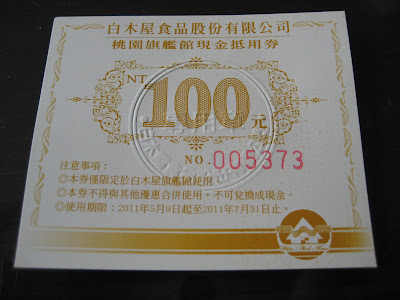 白木屋食品股份有限公司
桃園旗艦館現金抵用券
NT 100 元
NO. 005373
注意事項：
◎本券僅限定於白木屋旗艦館使用。
◎本券不得與其他優惠合併使用，不可兌換成現金。
◎使用期限：2011年5月9日起至2011年7月31日止。